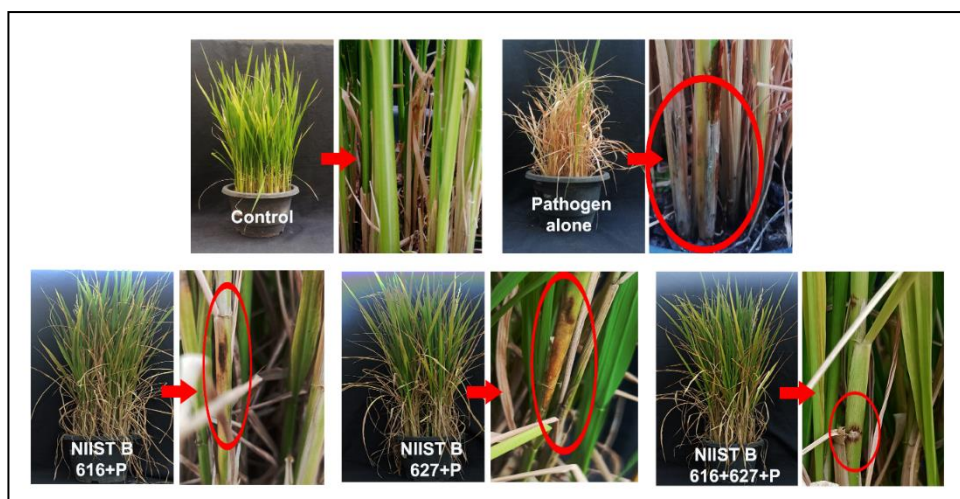 Control
Pathogen
alone
NIIST B
616+P
NIIST B
627+P
NIIST B
616+627+P